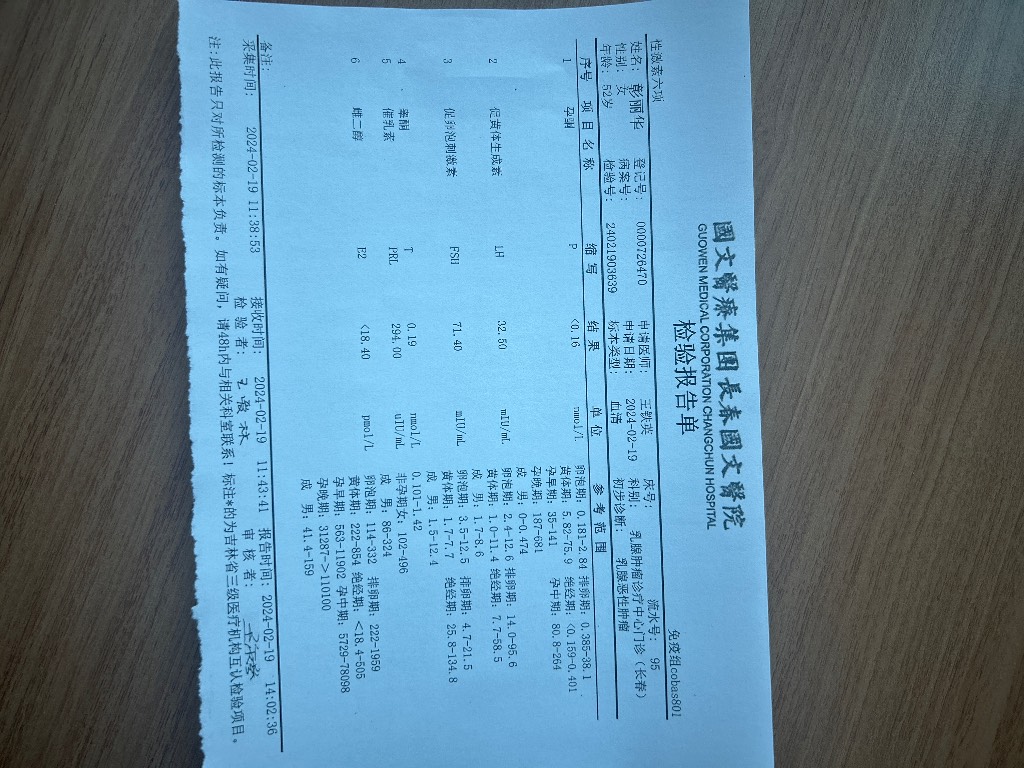 國文醫療集團長春國文醫院
GUOWEN MEDICAL CORPORATION CHANGCHUN HOSPITAL
检验报告单
免疫组cobas801
性激素六项 流水号: 95
姓名: 彭丽华 登记号: 0000726470 申请医师: 王铁英 床号:
性别: 女 病案号: 申请日期: 2024-02-19 科别: 乳腺肿瘤诊疗中心门诊(长春)
年龄: 52岁 检验号: 24021903639 标本类型: 血清 初步诊断: 乳腺恶性肿瘤
序号 项目名称 缩写 结果 单位 参考范围
1 孕酮 P <0.16 nmol/L 卵泡期: 0.181-2.84 排卵期: 0.385-38.1
黄体期: 5.82-75.9 绝经期: <0.159-0.401
孕早期: 35-141 孕中期: 80.8-264
孕晚期: 187-681
成 男: 0-0.474
2 促黄体生成素 LH 32.50 mIU/mL 卵泡期: 2.4-12.6 排卵期: 14.0-95.6
黄体期: 1.0-11.4 绝经期: 7.7-58.5
成 男: 1.7-8.6
3 促卵泡刺激素 FSH 71.40 mIU/mL 卵泡期: 3.5-12.5 排卵期: 4.7-21.5
黄体期: 1.7-7.7 绝经期: 25.8-134.8
成 男: 1.5-12.4
4 睾酮 T 0.19 nmol/L 0.101-1.42
5 催乳素 PRL 294.00 uIU/mL 非孕期女: 102-496
成 男: 86-324
6 雌二醇 E2 <18.40 pmol/L 卵泡期: 114-332 排卵期: 222-1959
黄体期: 222-854 绝经期: <18.4-505
孕早期: 563-11902 孕中期: 5729-78098
孕晚期: 31287->110100
成 男: 41.4-159
备注:
采集时间: 2024-02-19 11:38:53 接收时间: 2024-02-19 11:43:41 报告时间: 2024-02-19 14:02:36
检 验 者: 审 核 者:
注:此报告只对所检测的标本负责。如有疑问,请48h内与相关科室联系!标注*的为吉林省三级医疗机构互认检验项目。